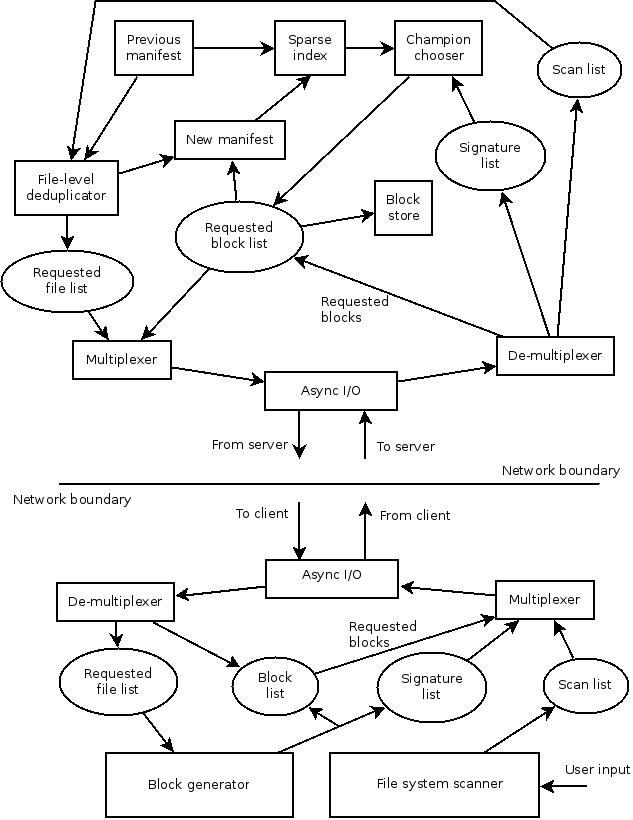 Previous
manifest
Sparse
index
Champion
chooser
Scan list
New manifest
Signature
list
File-level
deduplicator
Block
store
Requested
block list
Requested
file list
Requested
blocks
Multiplexer
De-multiplexer
Async I/O
From server
To server
Network boundary
Network boundary
To client
From client
Async I/O
De-multiplexer
Multiplexer
Requested
blocks
Requested
file list
Block
list
Signature
list
Scan list
User input
Block generator
File system scanner